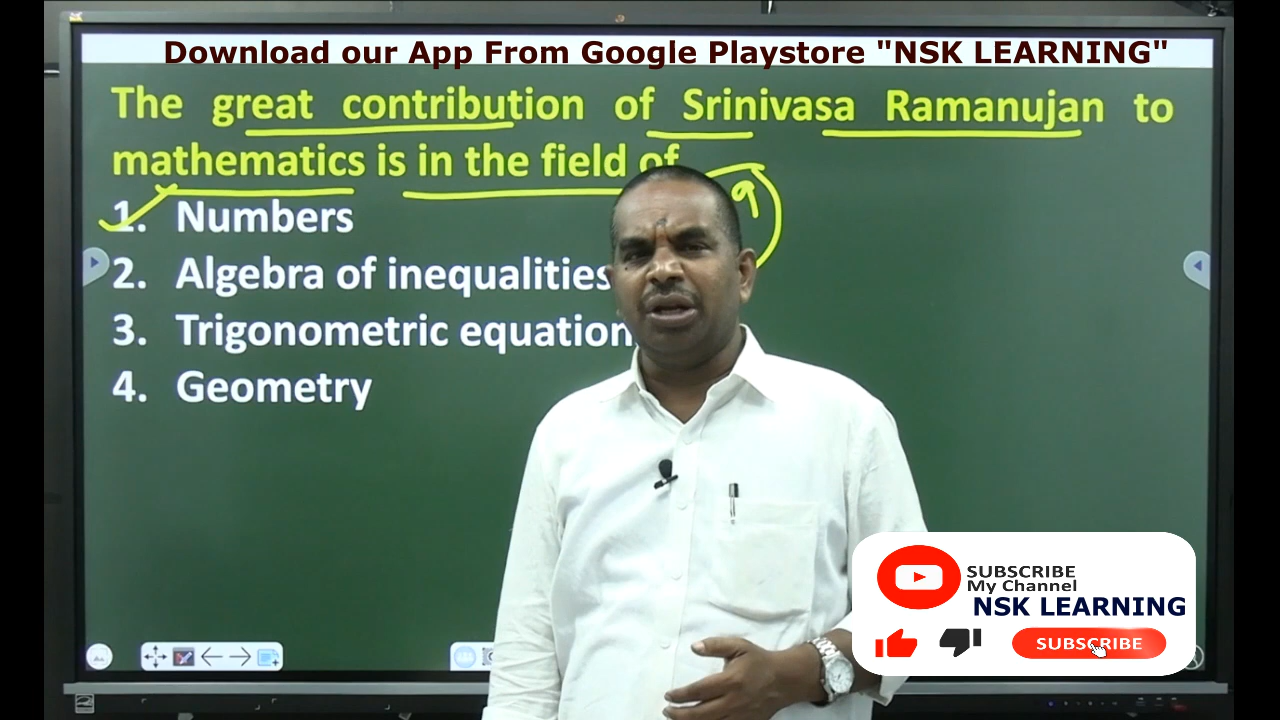 Download our App From Google Playstore "NSK LEARNING"
The great contribution of Srinivasa Ramanujan to
mathematics is in the field of
1. Numbers
2. Algebra of inequalities
3. Trigonometric equation
4. Geometry
9
SUBSCRIBE
My Channel
NSK LEARNING
SUBSCRIBE